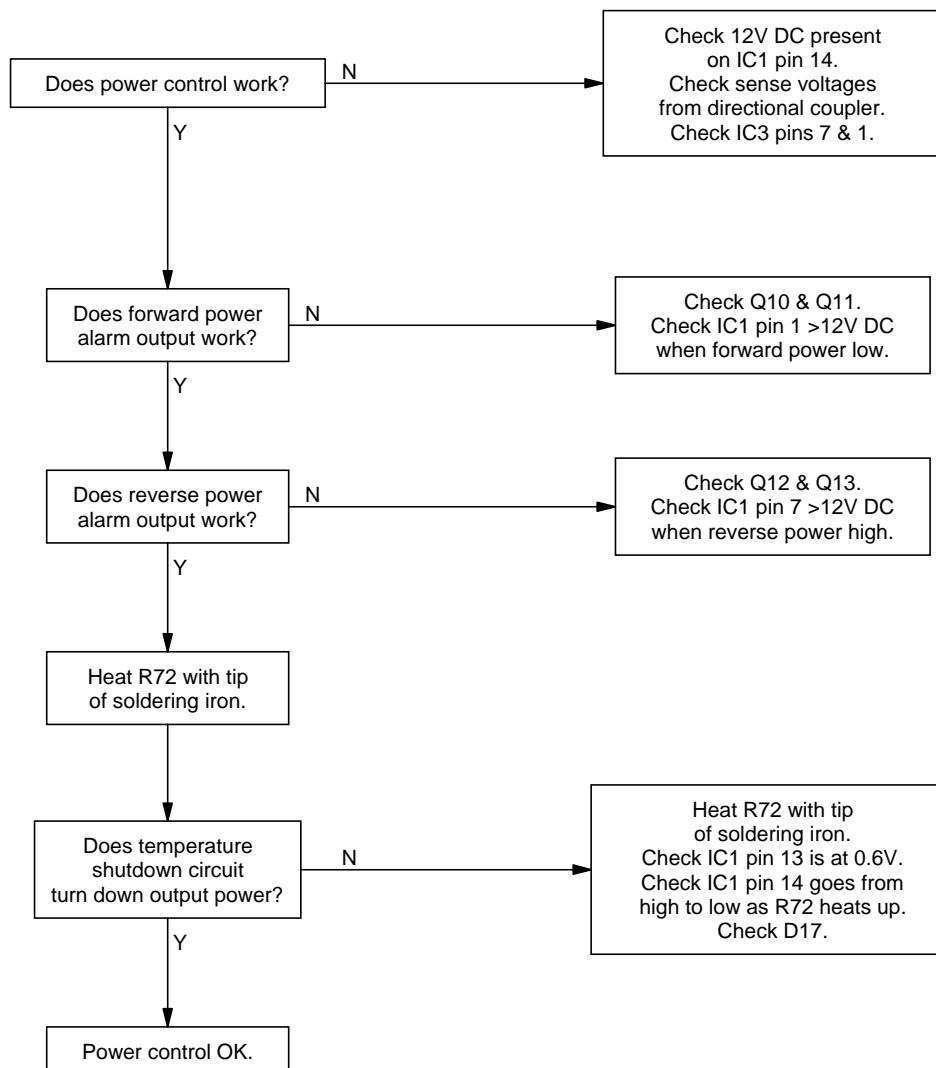 Does power control work?
N
Check 12V DC present
on IC1 pin 14.
Check sense voltages
from directional coupler.
Check IC3 pins 7 & 1.
Y
Does forward power
alarm output work?
N
Check Q10 & Q11.
Check IC1 pin 1 >12V DC
when forward power low.
Y
Does reverse power
alarm output work?
N
Check Q12 & Q13.
Check IC1 pin 7 >12V DC
when reverse power high.
Y
Heat R72 with tip
of soldering iron.
Does temperature
shutdown circuit
turn down output power?
N
Heat R72 with tip
of soldering iron.
Check IC1 pin 13 is at 0.6V.
Check IC1 pin 14 goes from
high to low as R72 heats up.
Check D17.
Y
Power control OK.